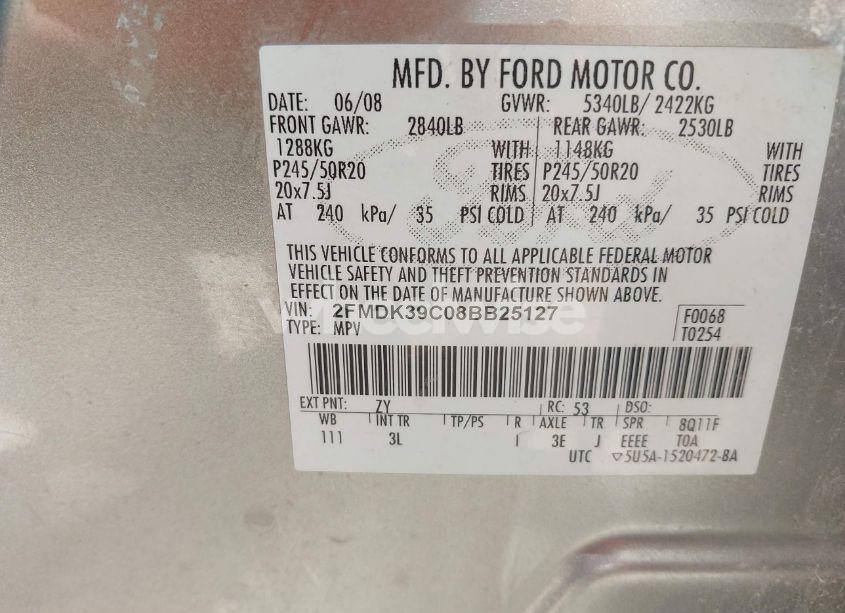 MFD. BY FORD MOTOR CO.
DATE: 06/08 GVWR: 5340LB/ 2422KG
FRONT GAWR: 2840LB REAR GAWR: 2530LB
1288KG WITH 1148KG WITH
P245/50R20 TIRES P245/50R20 TIRES
20x7.5J RIMS 20x7.5J RIMS
AT 240 kPa/ 35 PSI COLD AT 240 kPa/ 35 PSI COLD
THIS VEHICLE CONFORMS TO ALL APPLICABLE FEDERAL MOTOR
VEHICLE SAFETY AND THEFT PREVENTION STANDARDS IN
EFFECT ON THE DATE OF MANUFACTURE SHOWN ABOVE.
VIN: 2FMDK39C08BB25127 F0068
TYPE: MPV T0254
wheelwise
EXT PNT: ZY RC: 53 DSO:
WB INT TR TP/PS R AXLE TR SPR 8Q11F
111 3L I 3E J EEEE TOA
UTC 5U5A-1520472-BA